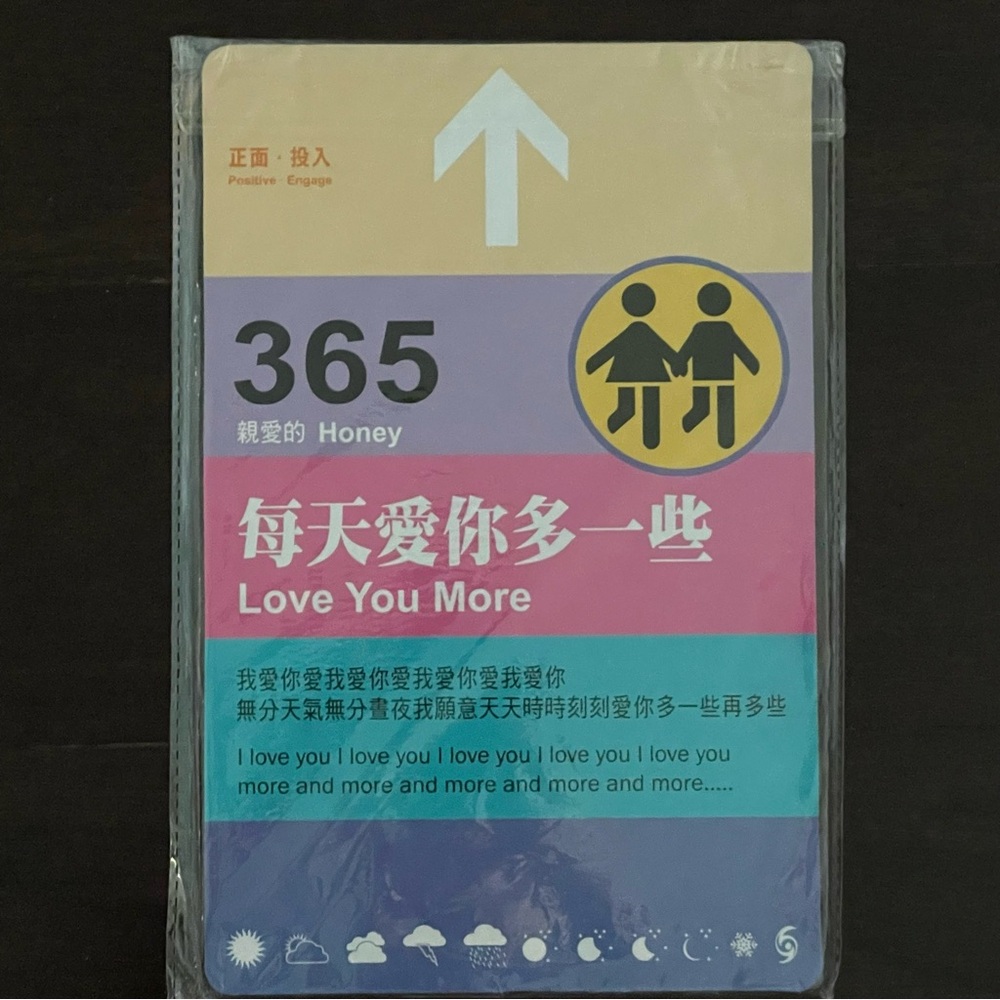 正面·投入
Positive · Engage
365
親愛的 Honey
每天愛你多一些
Love You More
我愛你愛我愛你愛我愛你愛我愛你
無分天氣無分晝夜我願意天天時時刻刻愛你多一些再多些
I love you I love you I love you I love you I love you
more and more and more and more and more.....